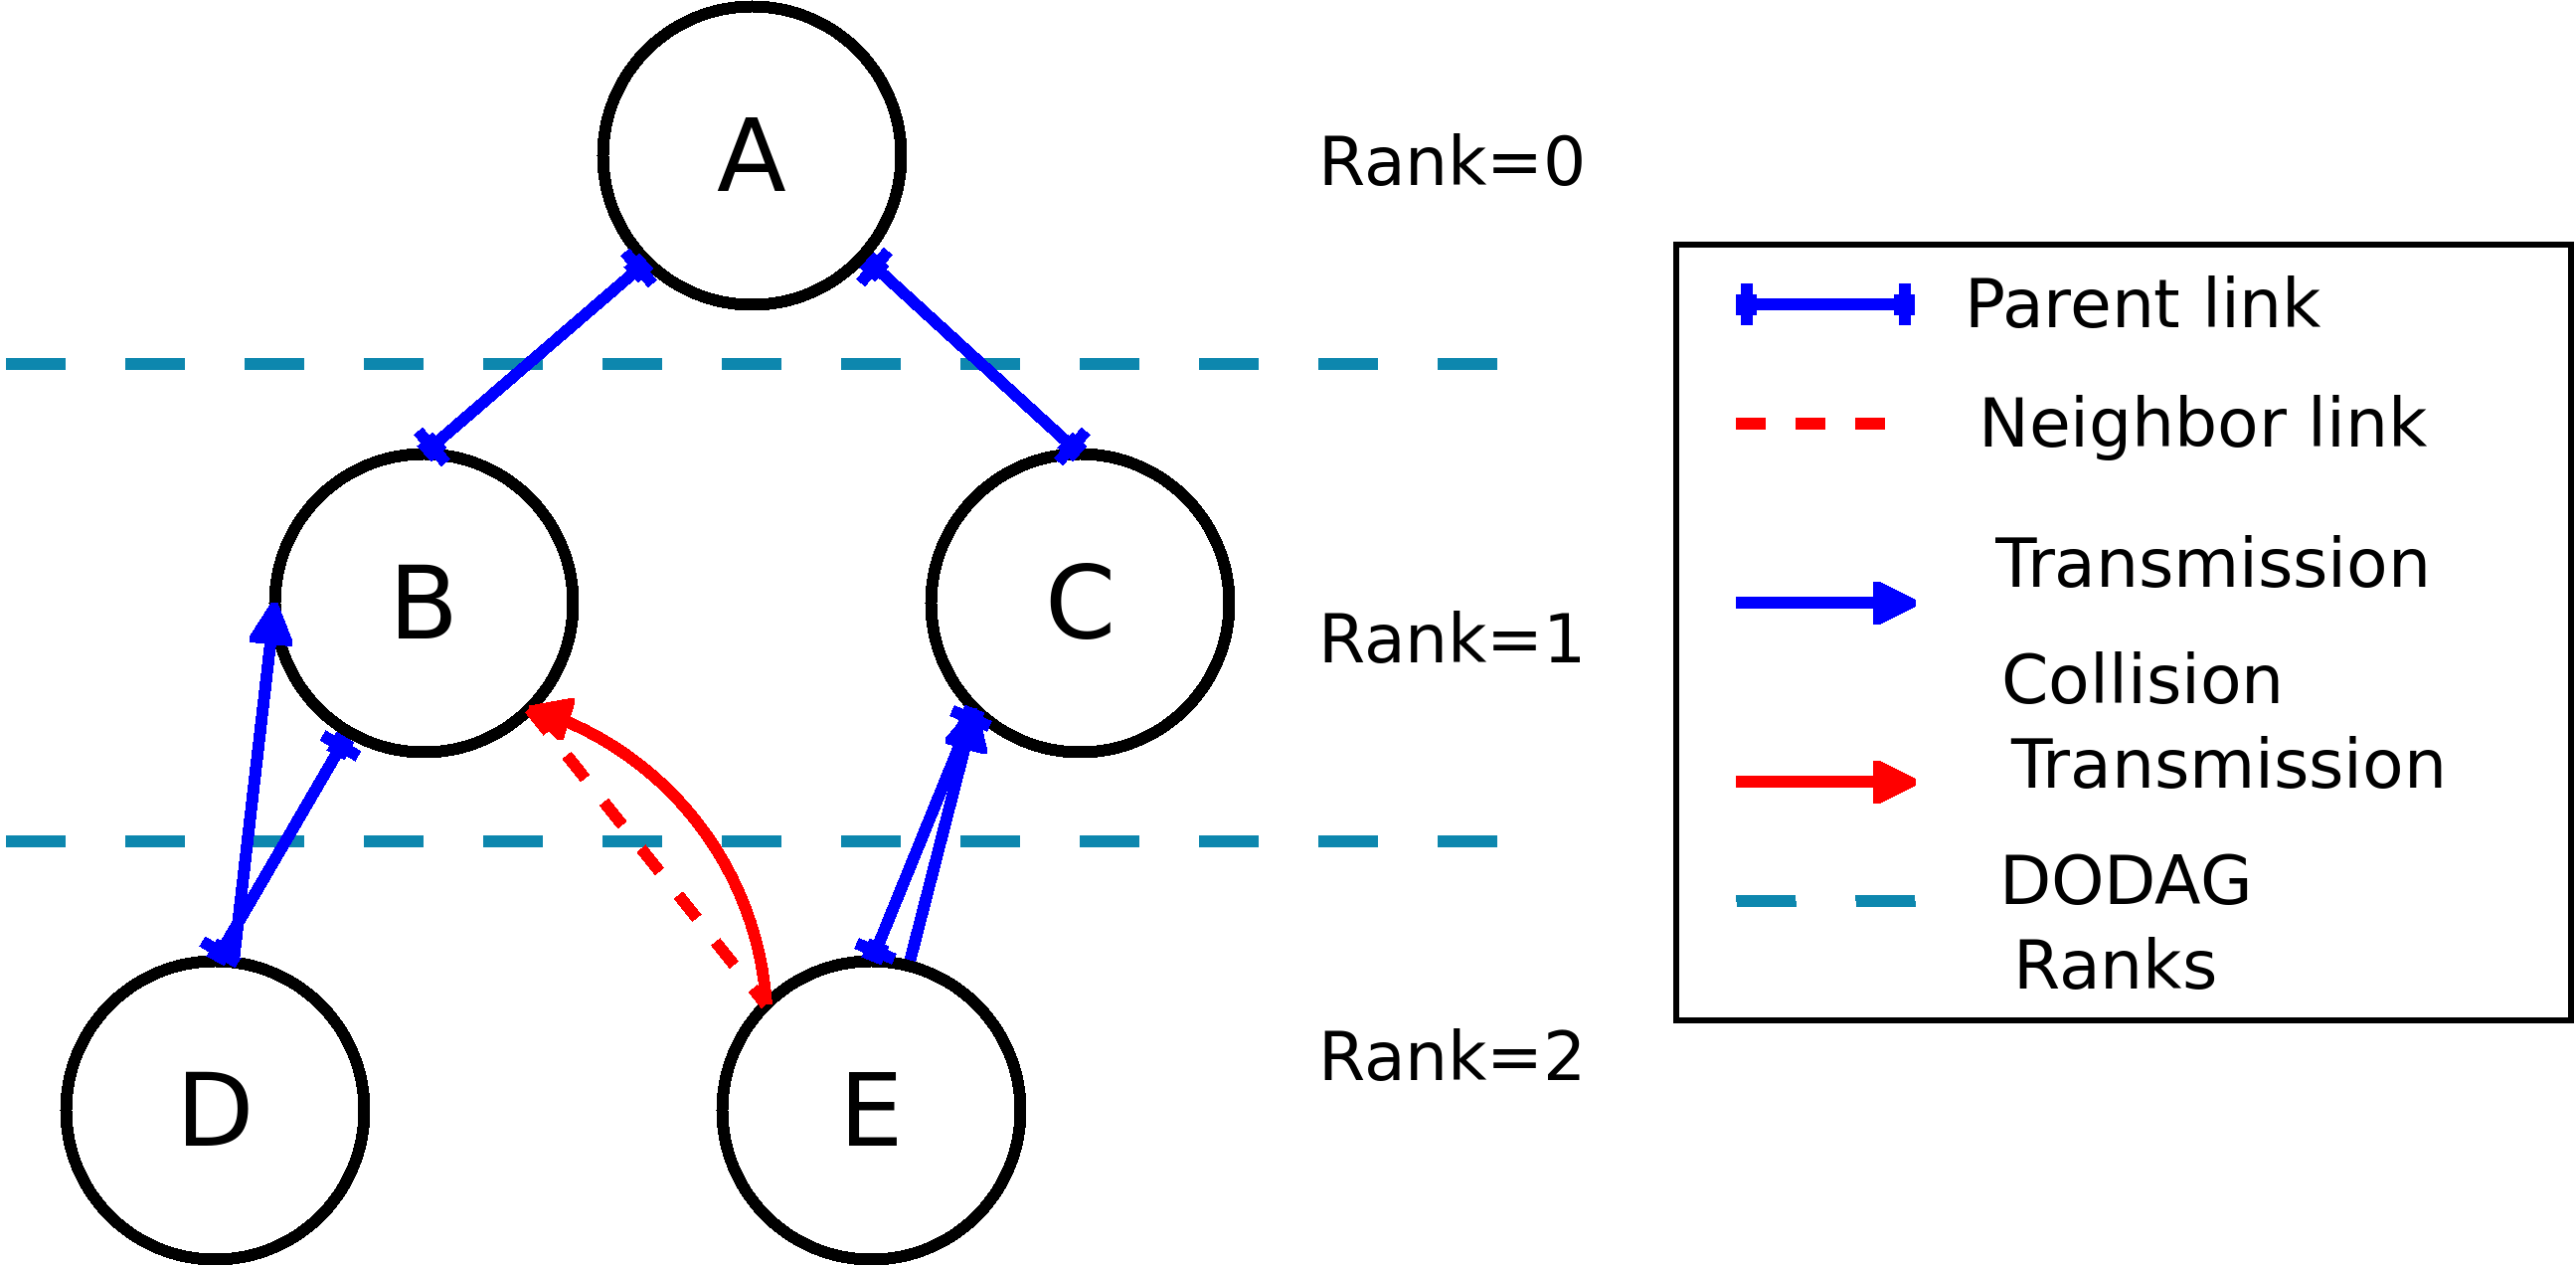 A
Rank=0
B
C
Rank=1
D
E
Rank=2
Parent link
Neighbor link
Transmission
Collision
Transmission
DODAG
Ranks